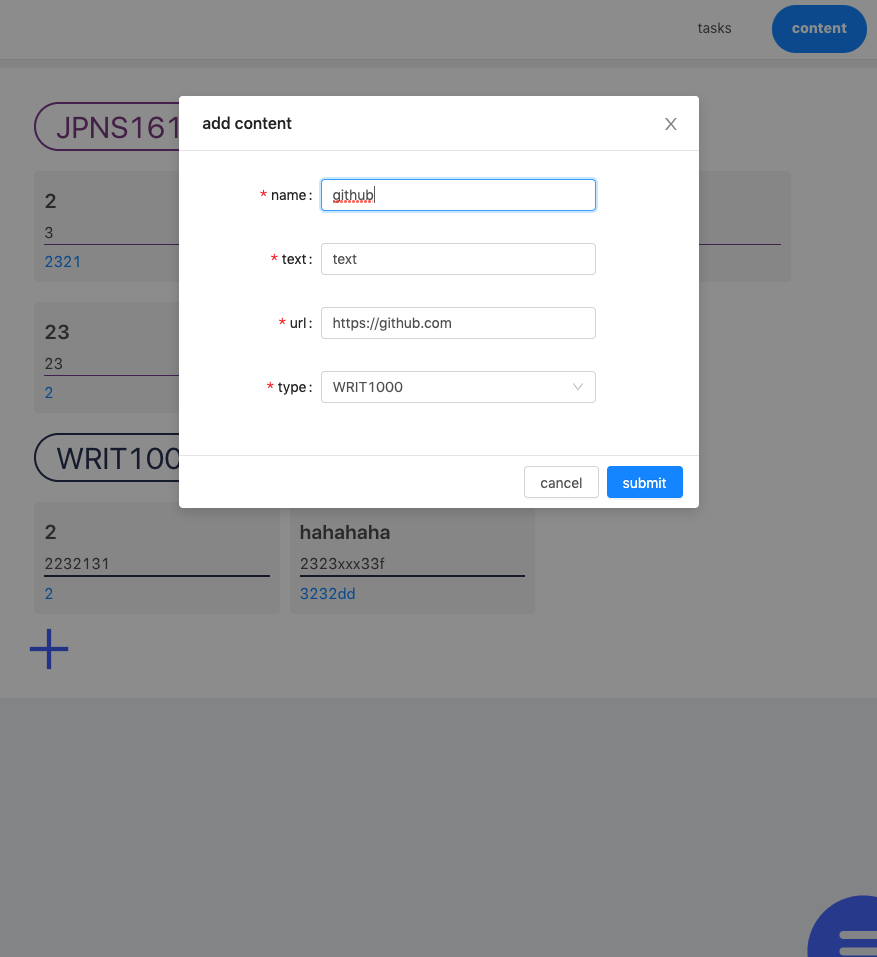 tasks
content
JPNS161
add content
* name: github
* text: text
* url: https://github.com
* type: WRIT1000
cancel
submit
2
3
2321
23
23
2
WRIT100
2
2232131
2
hahahaha
2323xxx33f
3232dd